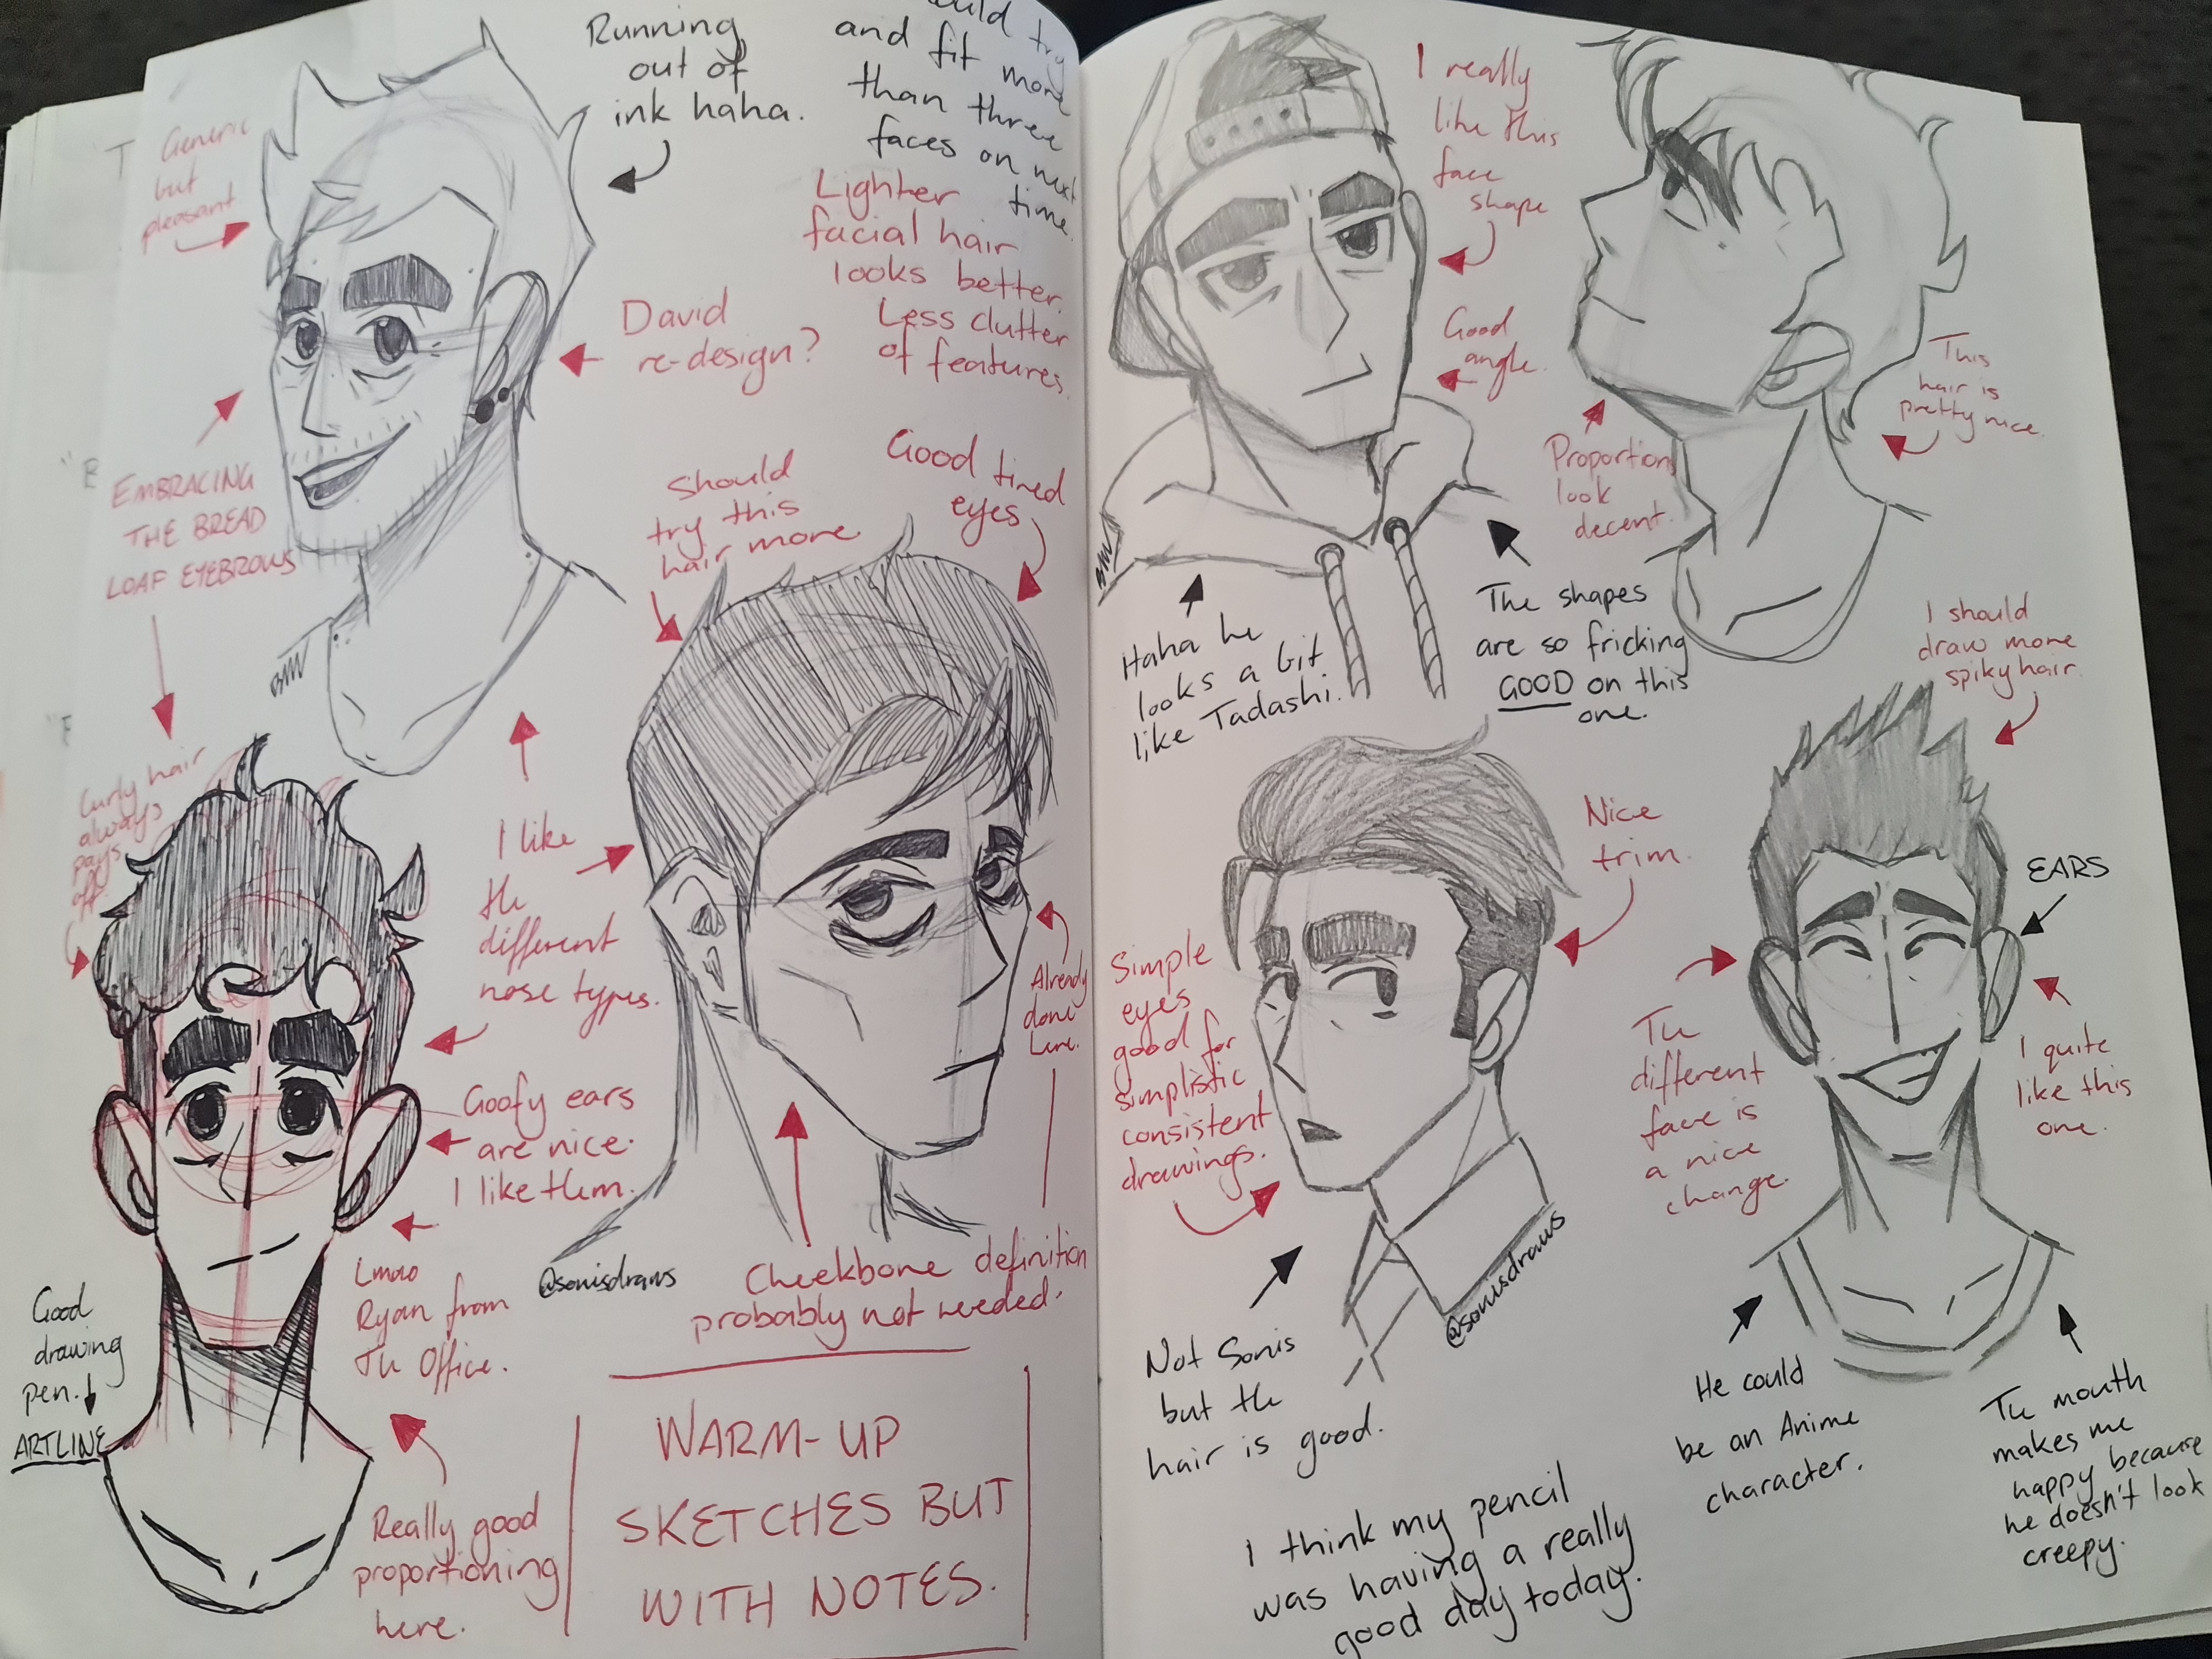 Running
out of
ink haha.
and fit more
than three
faces on next
time.
Generic
but
pleasant
Lighter
facial hair
looks better.
Less clutter
of features.
David
re-design?
EMBRACING
THE BREAD
LOAF EYEBROWS
Should
try this
hair more.
Good tired
eyes
BMW
Curly hair
always
pays
off.
I like
the
different
nose types.
Already
done
here.
Goofy ears
are nice.
I like them.
Lmao
Ryan from
The Office.
@sonisdraws
Cheekbone definition
probably not needed.
Good
drawing
pen.
ARTLINE
Really good
proportioning
here.
WARM-UP
SKETCHES BUT
WITH NOTES.
I really
like this
face
shape
Good
angle.
This
hair is
pretty nice.
Proportions
look
decent.
BMW
Haha he
looks a bit
like Tadashi.
The shapes
are so fricking
GOOD on this
one.
I should
draw more
spiky hair.
Nice
trim.
EARS
Simple
eyes
good for
simplistic
consistent
drawings.
The
different
face is
a nice
change.
I quite
like this
one.
@sonisdraws
Not Sonis
but the
hair is good.
He could
be an Anime
character.
The mouth
makes me
happy because
he doesn't look
creepy.
I think my pencil
was having a really
good day today.